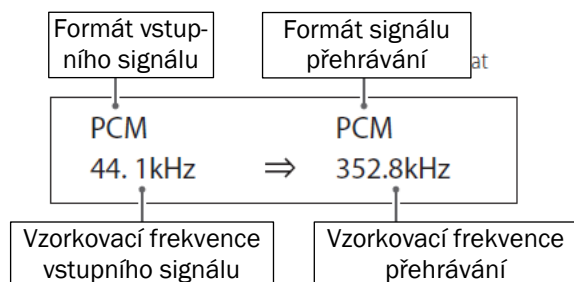 Formát vstup-
ního signálu
Formát signálu
přehrávání
at
PCM
PCM
44. 1kHz
⇒
352.8kHz
Vzorkovací frekvence
vstupního signálu
Vzorkovací frekvence
přehrávání